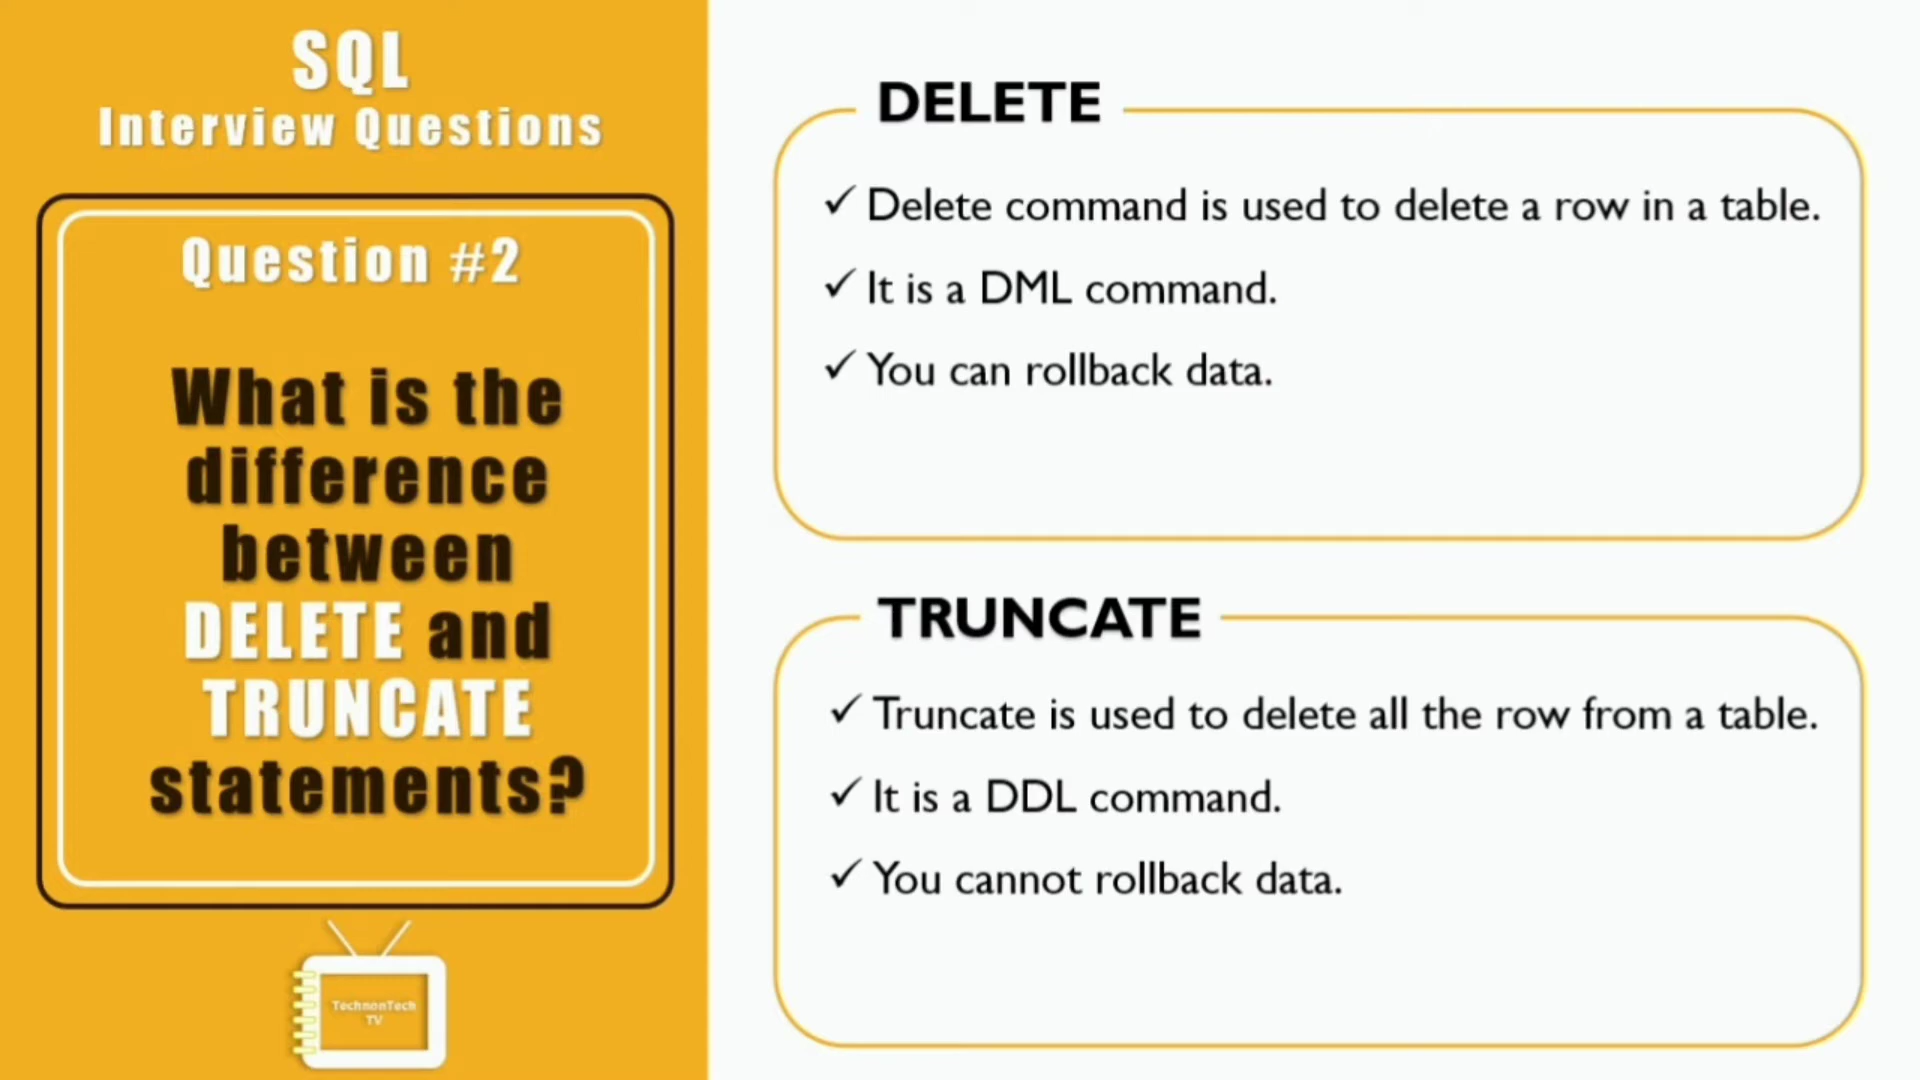 SQL
Interview Questions
Question #2
What is the
difference
between
DELETE and
TRUNCATE
statements?
TechnonTech
TV
DELETE
✓ Delete command is used to delete a row in a table.
✓ It is a DML command.
✓ You can rollback data.
TRUNCATE
✓ Truncate is used to delete all the row from a table.
✓ It is a DDL command.
✓ You cannot rollback data.